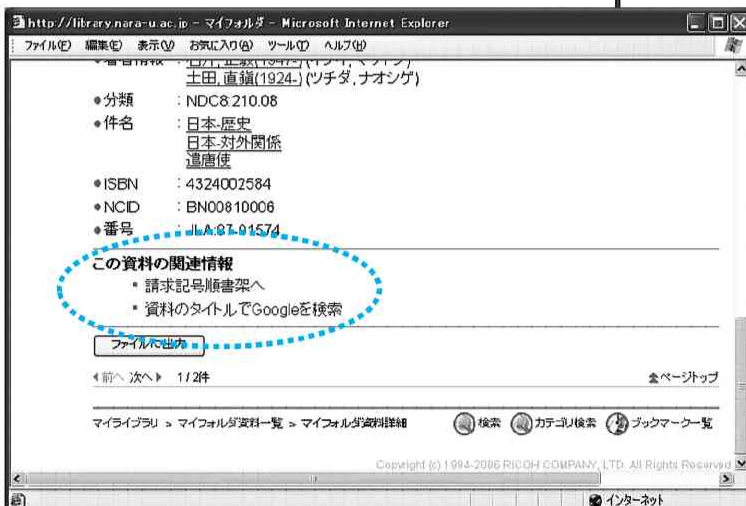 http://library.nara-u.ac.jp - マイフォルダ - Microsoft Internet Explorer
ファイル(F) 編集(E) 表示(V) お気に入り(A) ツール(T) ヘルプ(H)
土田,直鎮(1924-)(ツチダ,ナオシゲ)
●分類 : NDC8:210.08
●件名 : 日本-歴史
日本-対外関係
遣唐使
●ISBN : 4324002584
●NCID : BN00810006
●番号 : JLA:87-01574
この資料の関連情報
請求記号順書架へ
資料のタイトルでGoogleを検索
ファイルに出力
前へ 次へ 1/2件 ページトップ
マイライブラリ > マイフォルダ資料一覧 > マイフォルダ資料詳細 検索 カテゴリ検索 ブックマーク一覧
Copyright (c) 1994-2006 RICOH COMPANY, LTD. All Rights Reserved
インターネット